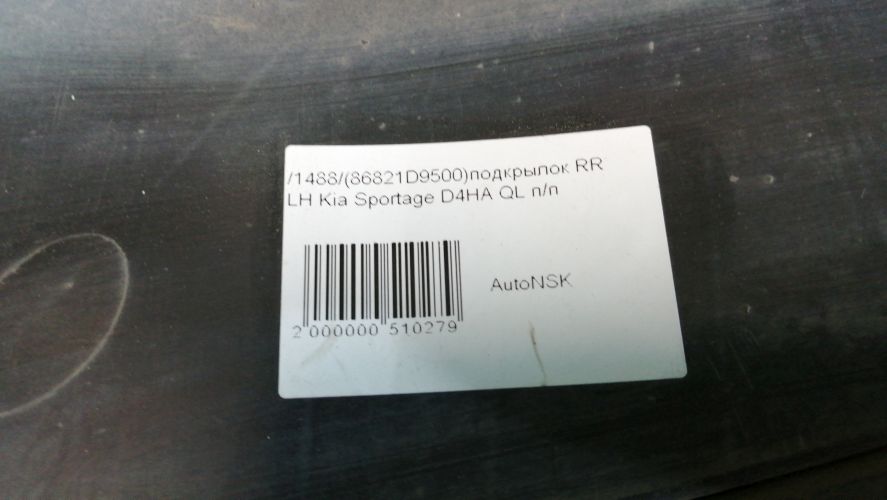 /1488/(86821D9500)подкрылок RR
LH Kia Sportage D4HA QL п/п
AutoNSK
2 000000 510279